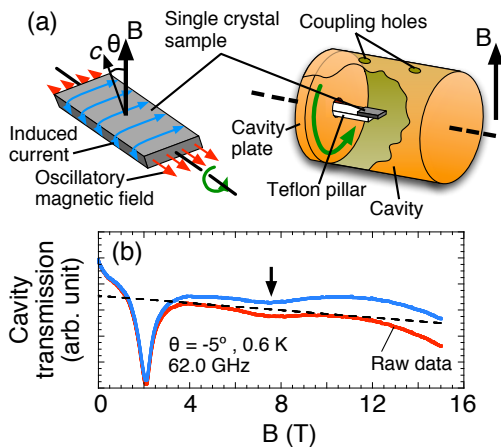 (a)
B
Single crystal
sample
Coupling holes
B
c
θ
Induced
current
Oscillatory
magnetic field
Cavity
plate
Teflon pillar
Cavity
(b)
Cavity
transmission
(arb. unit)
θ = -5° , 0.6 K
62.0 GHz
Raw data
0
4
8
12
16
B (T)